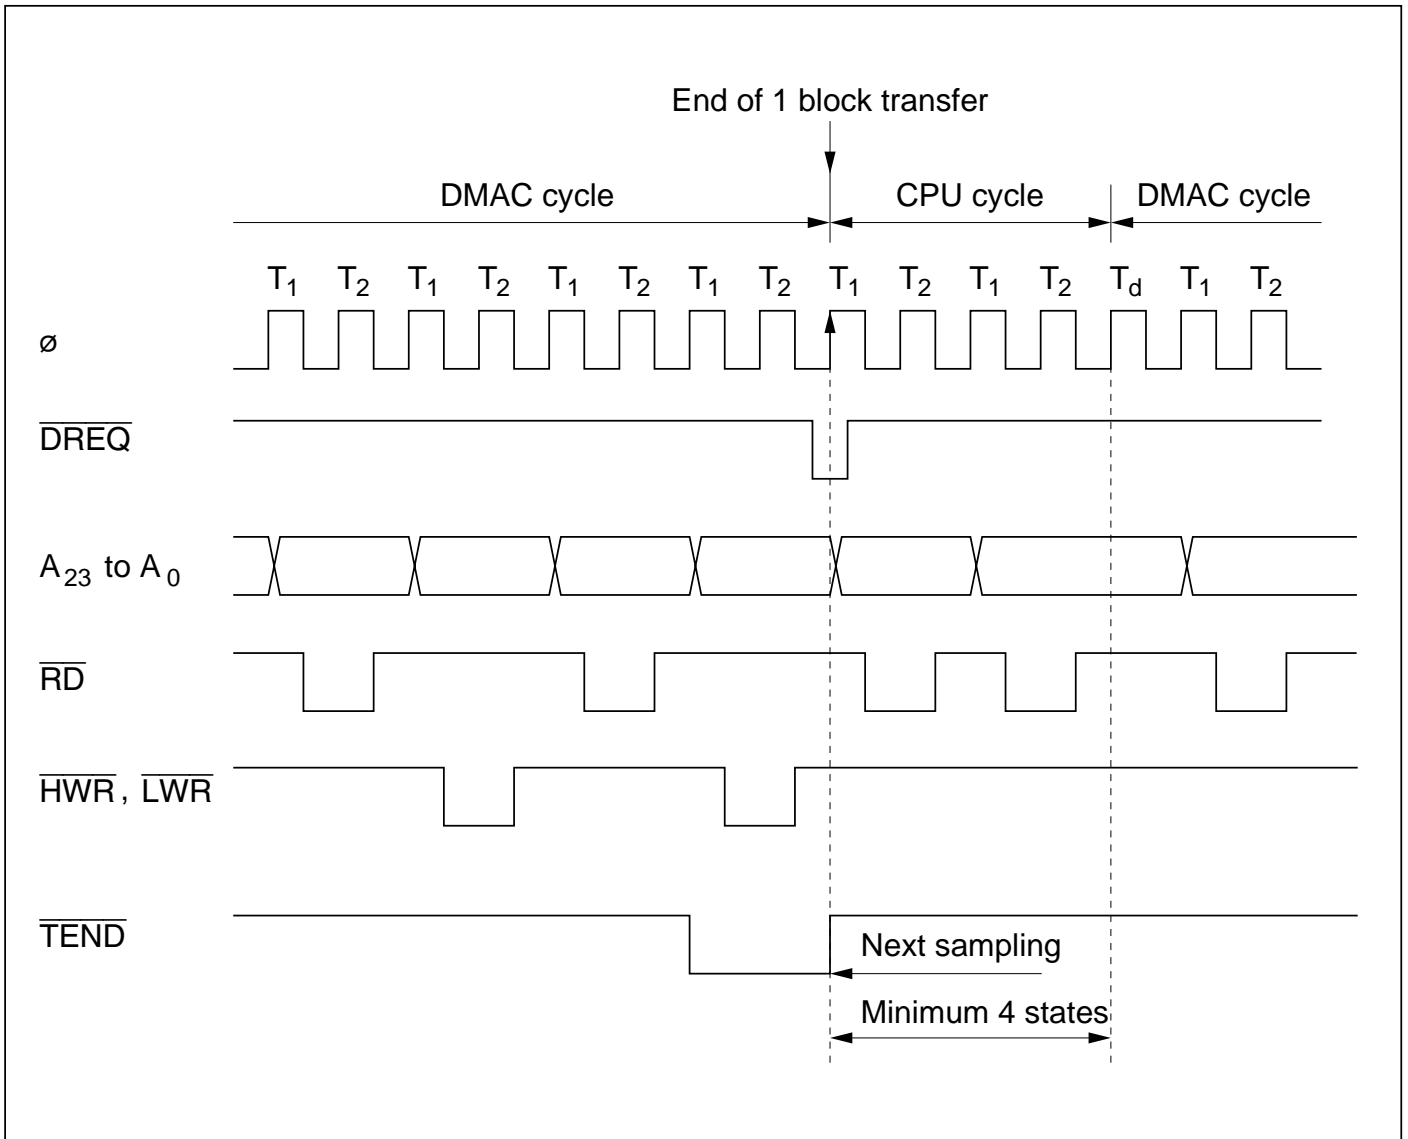 End of 1 block transfer
DMAC cycle CPU cycle DMAC cycle
T1 T2 T1 T2 T1 T2 T1 T2 T1 T2 T1 T2 Td T1 T2
ø
DREQ
A23 to A0
RD
HWR, LWR
TEND
Next sampling
Minimum 4 states